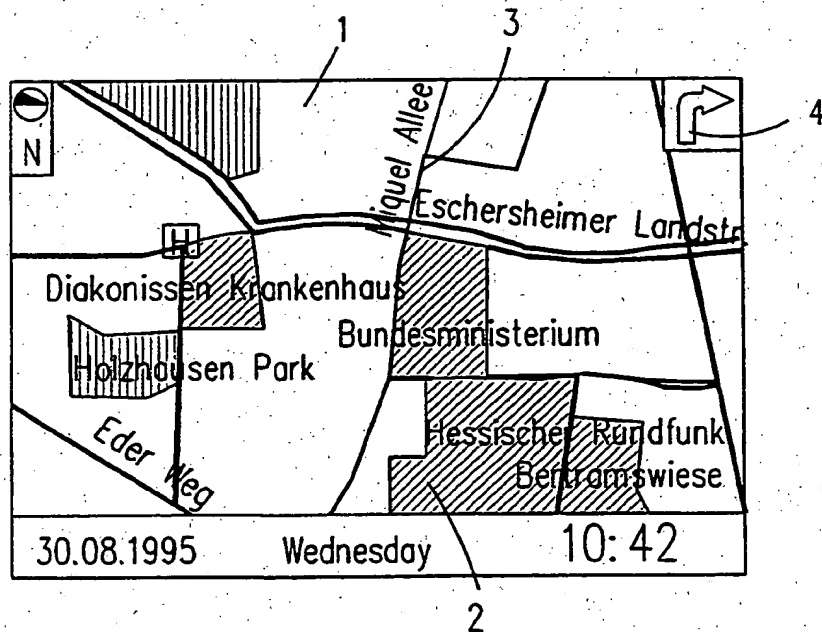 1
3
4
N
Miquel Allee
Eschersheimer Landstr.
H
Diakonissen Krankenhaus
Bundesministerium
Holzhausen Park
Hessischer Rundfunk
Eder Weg
Bertramswiese
30.08.1995 Wednesday 10:42
2